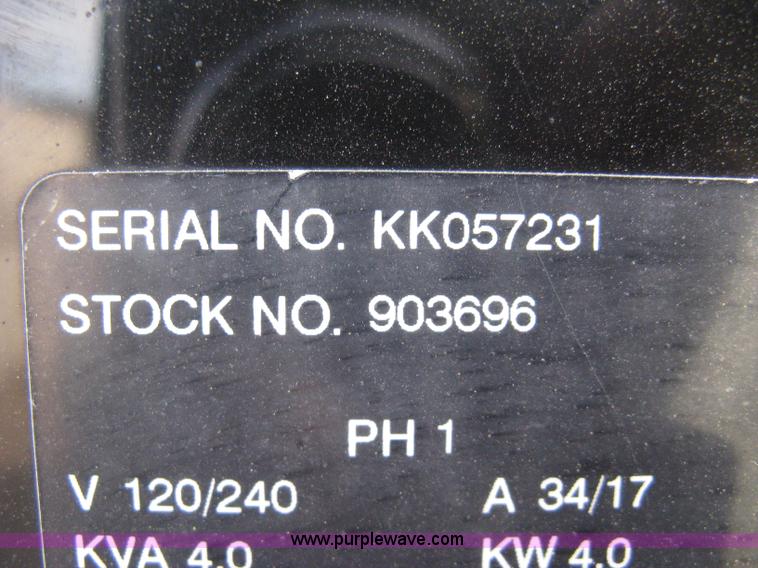 SERIAL NO. KK057231
STOCK NO. 903696
PH 1
V 120/240 A 34/17
www.purplewave.com
KVA 4.0 KW 4.0